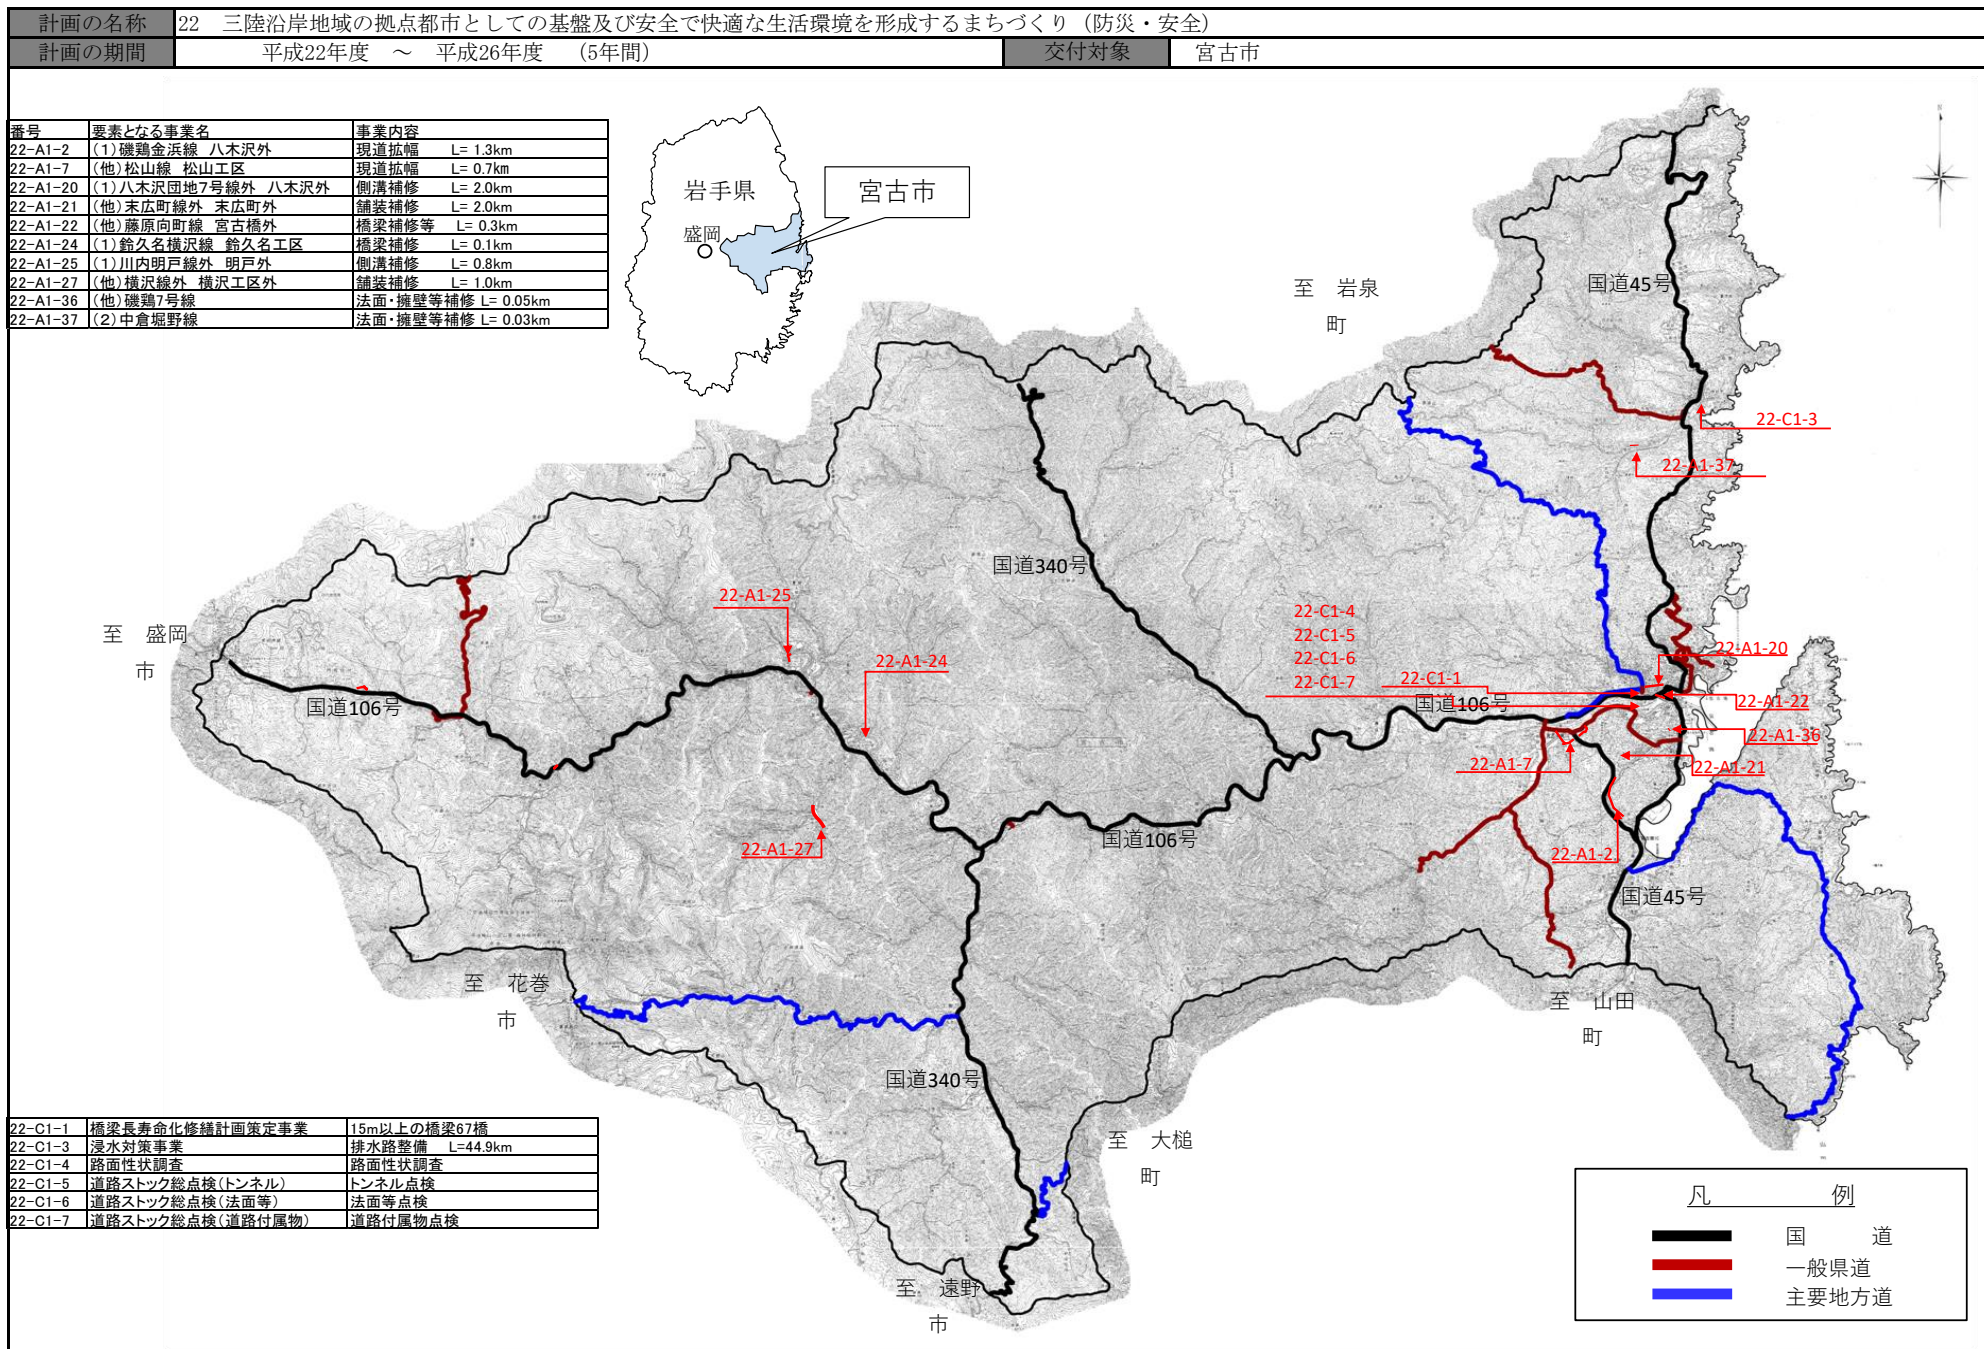 計画の名称 22 三陸沿岸地域の拠点都市としての基盤及び安全で快適な生活環境を形成するまちづくり（防災・安全）
計画の期間 平成22年度 ～ 平成26年度 （5年間） 交付対象 宮古市
番号 要素となる事業名 事業内容
22-A1-2 （1）磯鶏金浜線 八木沢外 現道拡幅 L= 1.3km
22-A1-7 （他）松山線 松山工区 現道拡幅 L= 0.7km
22-A1-20 （1）八木沢団地7号線外 八木沢外 側溝補修 L= 2.0km
22-A1-21 （他）末広町線外 末広町外 舗装補修 L= 2.0km
22-A1-22 （他）藤原向町線 宮古橋外 橋梁補修等 L= 0.3km
22-A1-24 （1）鈴久名横沢線 鈴久名工区 橋梁補修 L= 0.1km
22-A1-25 （1）川内明戸線外 明戸外 側溝補修 L= 0.8km
22-A1-27 （他）横沢線外 横沢工区外 舗装補修 L= 1.0km
22-A1-36 （他）磯鶏7号線 法面・擁壁等補修 L= 0.05km
22-A1-37 （2）中倉堀野線 法面・擁壁等補修 L= 0.03km
岩手県
宮古市
盛岡
至 岩泉
町
国道45号
22-C1-3
22-A1-37
国道340号
22-A1-25
22-C1-4
22-C1-5
22-C1-6
22-C1-7
至 盛岡
市
22-A1-24
22-A1-20
22-C1-1
国道106号
22-A1-22
国道106号
22-A1-36
22-A1-7
22-A1-21
国道106号
22-A1-27
22-A1-2
国道45号
至 花巻
市
至 山田
町
国道340号
22-C1-1 橋梁長寿命化修繕計画策定事業 15m以上の橋梁67橋
22-C1-3 浸水対策事業 排水路整備 L=44.9km
22-C1-4 路面性状調査 路面性状調査
22-C1-5 道路ストック総点検（トンネル） トンネル点検
22-C1-6 道路ストック総点検（法面等） 法面等点検
22-C1-7 道路ストック総点検（道路付属物） 道路付属物点検
至 大槌
町
至 遠野
市
凡 例
国 道
一般県道
主要地方道